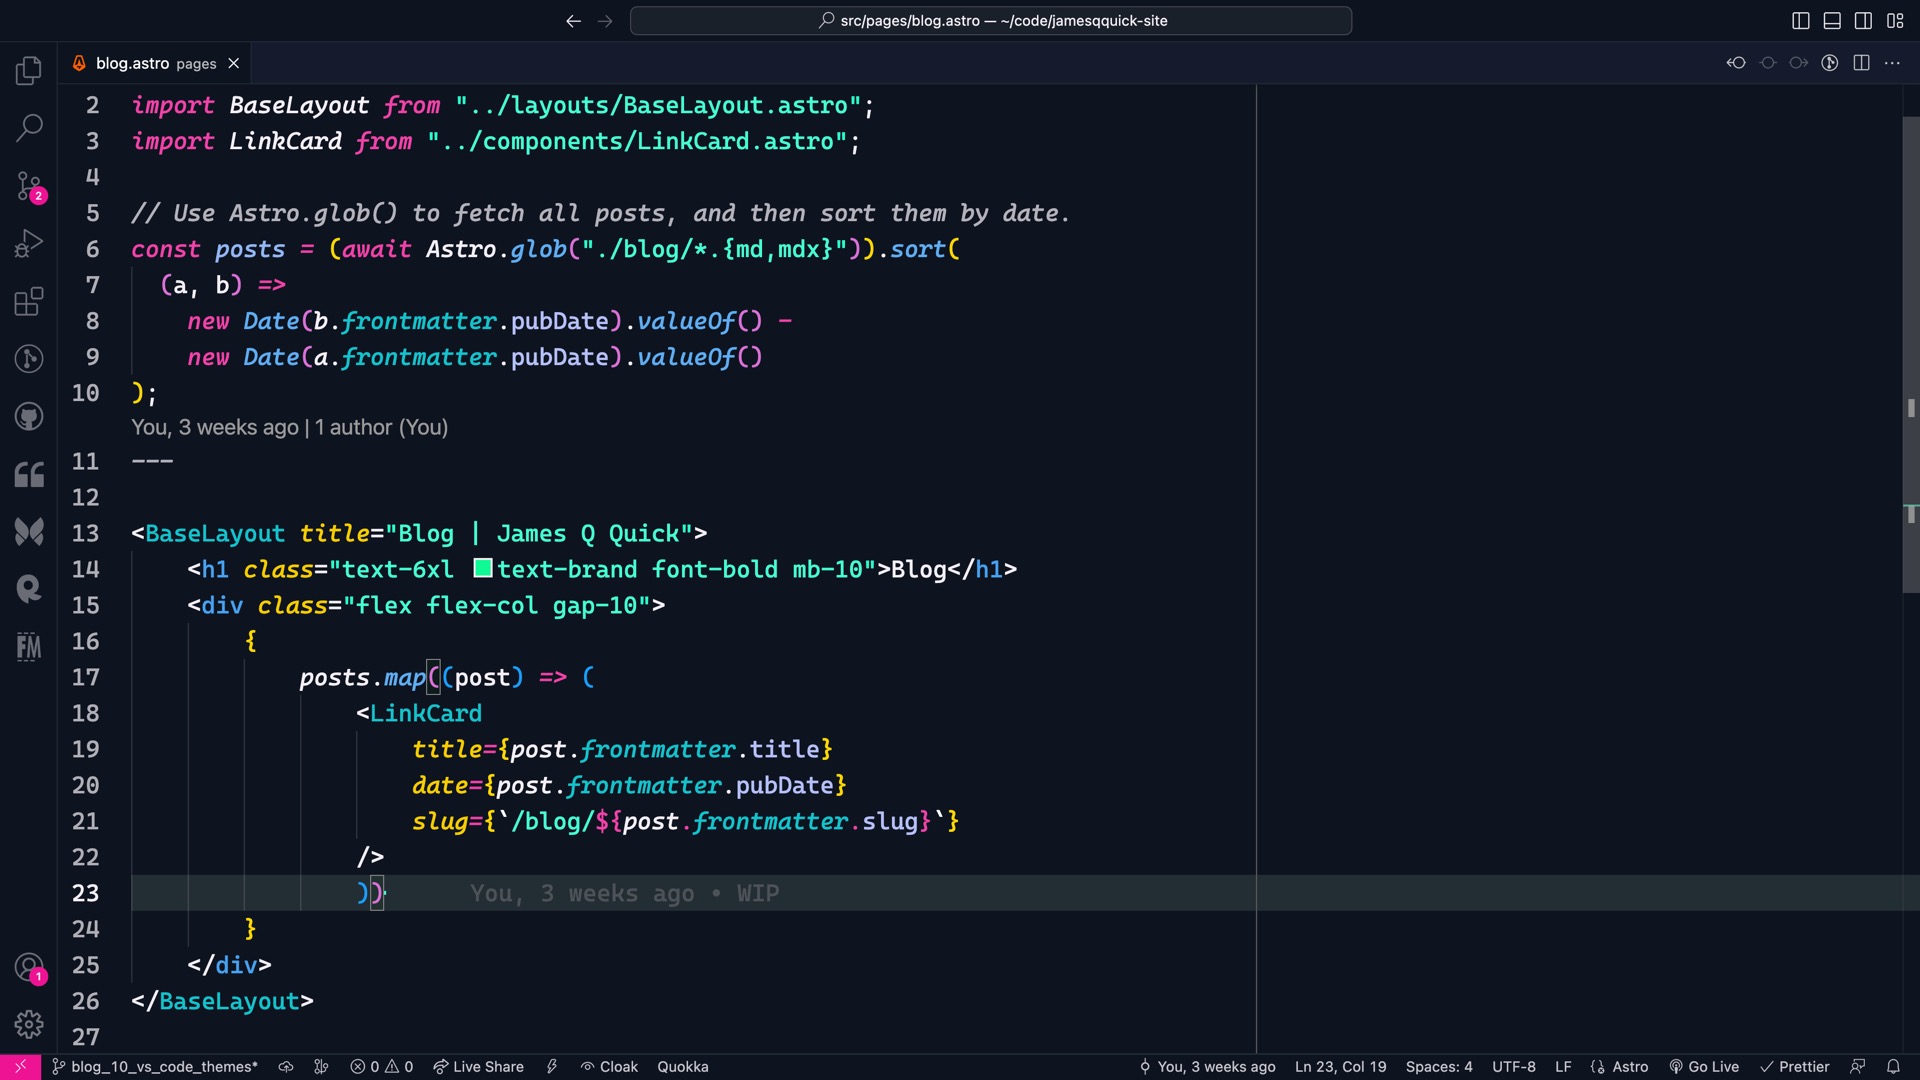 src/pages/blog.astro — ~/code/jamesqquick-site
blog.astro pages
2 import BaseLayout from "../layouts/BaseLayout.astro";
3 import LinkCard from "../components/LinkCard.astro";
4
5 // Use Astro.glob() to fetch all posts, and then sort them by date.
6 const posts = (await Astro.glob("./blog/*.{md,mdx}")).sort(
7 (a, b) =>
8 new Date(b.frontmatter.pubDate).valueOf() -
9 new Date(a.frontmatter.pubDate).valueOf()
10 );
You, 3 weeks ago | 1 author (You)
11 ---
12
13 <BaseLayout title="Blog | James Q Quick">
14 <h1 class="text-6xl text-brand font-bold mb-10">Blog</h1>
15 <div class="flex flex-col gap-10">
16 {
17 posts.map((post) => (
18 <LinkCard
19 title={post.frontmatter.title}
20 date={post.frontmatter.pubDate}
21 slug={`/blog/${post.frontmatter.slug}`}
22 />
23 )) You, 3 weeks ago • WIP
24 }
25 </div>
26 </BaseLayout>
27
2
FM
1
blog_10_vs_code_themes* 0 0 Live Share Cloak Quokka You, 3 weeks ago Ln 23, Col 19 Spaces: 4 UTF-8 LF {} Astro Go Live Prettier